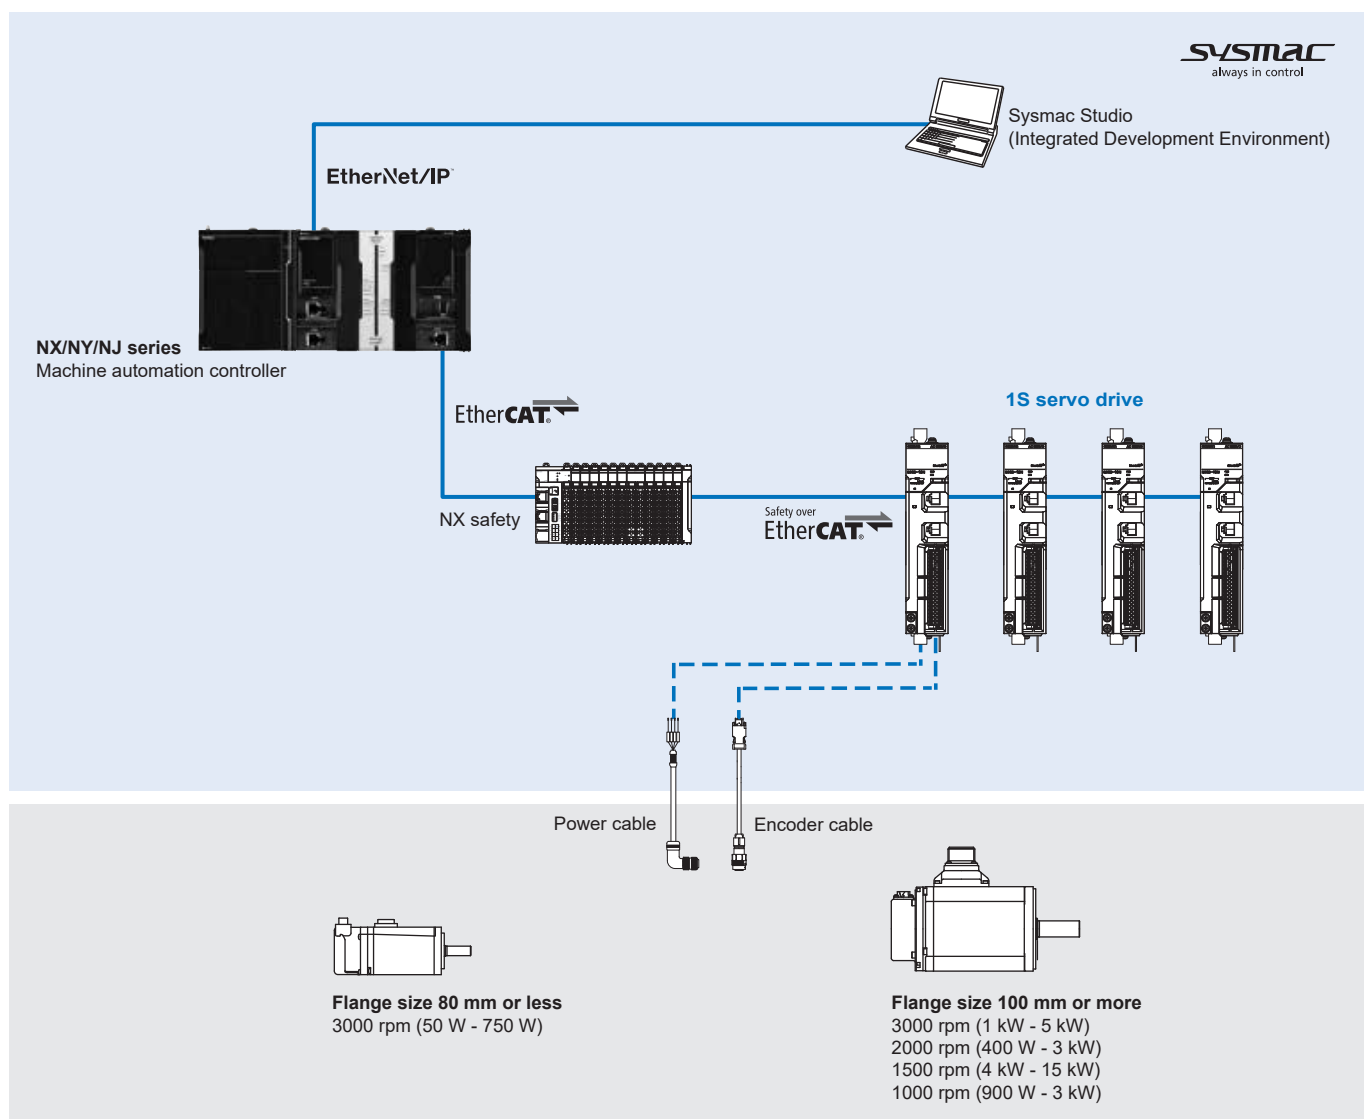 sysmac
always in control
Sysmac Studio
(Integrated Development Environment)
EtherNet/IP™
NX/NY/NJ series
Machine automation controller
EtherCAT®
1S servo drive
NX safety
Safety over
EtherCAT®
Power cable
Encoder cable
Flange size 80 mm or less
3000 rpm (50 W - 750 W)
Flange size 100 mm or more
3000 rpm (1 kW - 5 kW)
2000 rpm (400 W - 3 kW)
1500 rpm (4 kW - 15 kW)
1000 rpm (900 W - 3 kW)